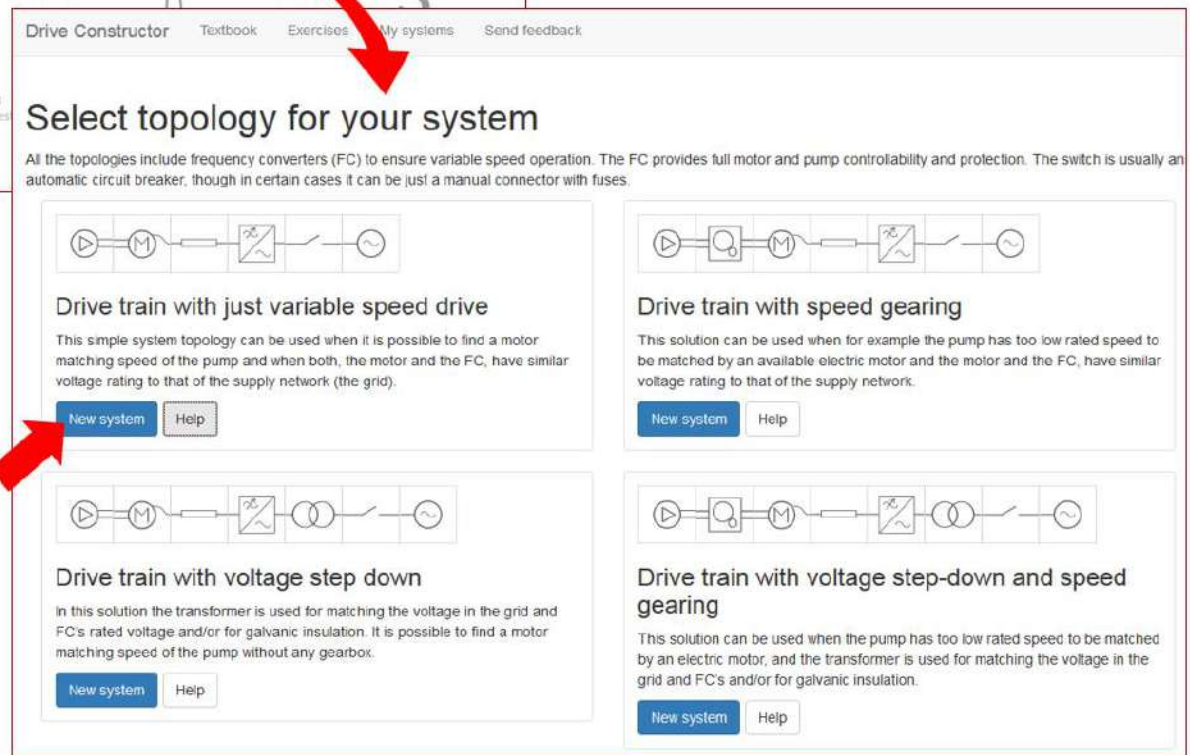 Drive Constructor Textbook Exercises My systems Send feedback
Select topology for your system
All the topologies include frequency converters (FC) to ensure variable speed operation. The FC provides full motor and pump controllability and protection. The switch is usually an
automatic circuit breaker, though in certain cases it can be just a manual connector with fuses.
M
Drive train with just variable speed drive
This simple system topology can be used when it is possible to find a motor
matching speed of the pump and when both, the motor and the FC, have similar
voltage rating to that of the supply network (the grid).
New system Help
M
Drive train with speed gearing
This solution can be used when for example the pump has too low rated speed to
be matched by an available electric motor and the motor and the FC, have similar
voltage rating to that of the supply network.
New system Help
M
Drive train with voltage step down
In this solution the transformer is used for matching the voltage in the grid and
FC's rated voltage and/or for galvanic insulation. It is possible to find a motor
matching speed of the pump without any gearbox.
New system Help
M
Drive train with voltage step-down and speed
gearing
This solution can be used when the pump has too low rated speed to be matched
by an electric motor, and the transformer is used for matching the voltage in the
grid and FC's and/or for galvanic insulation.
New system Help